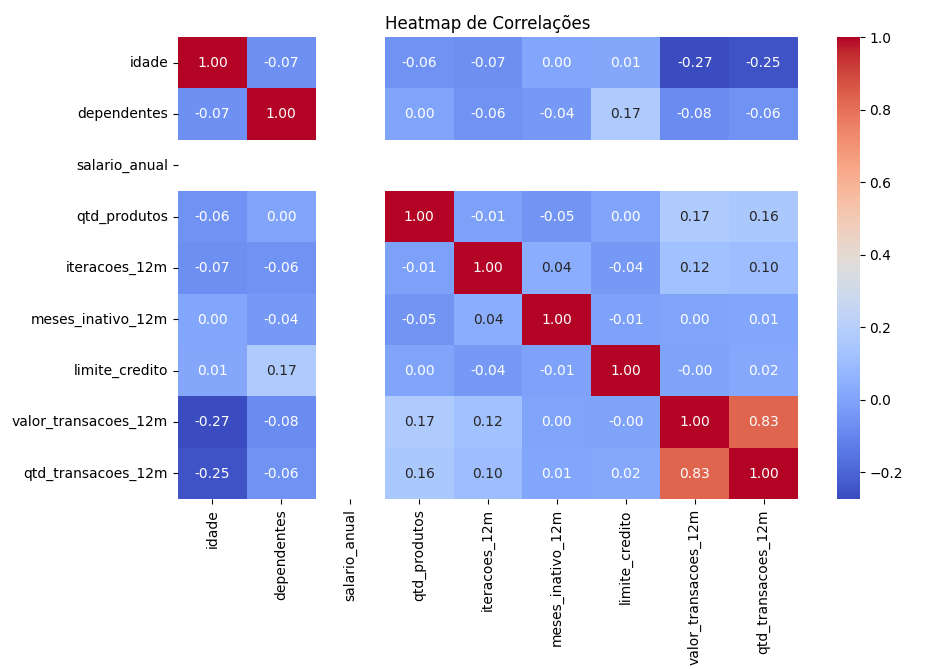 Heatmap de Correlações
idade 1.00 -0.07 -0.06 -0.07 0.00 0.01 -0.27 -0.25
dependentes -0.07 1.00 0.00 -0.06 -0.04 0.17 -0.08 -0.06
salario_anual
qtd_produtos -0.06 0.00 1.00 -0.01 -0.05 0.00 0.17 0.16
iteracoes_12m -0.07 -0.06 -0.01 1.00 0.04 -0.04 0.12 0.10
meses_inativo_12m 0.00 -0.04 -0.05 0.04 1.00 -0.01 0.00 0.01
limite_credito 0.01 0.17 0.00 -0.04 -0.01 1.00 -0.00 0.02
valor_transacoes_12m -0.27 -0.08 0.17 0.12 0.00 -0.00 1.00 0.83
qtd_transacoes_12m -0.25 -0.06 0.16 0.10 0.01 0.02 0.83 1.00
idade
dependentes
salario_anual
qtd_produtos
iteracoes_12m
meses_inativo_12m
limite_credito
valor_transacoes_12m
qtd_transacoes_12m
1.0
0.8
0.6
0.4
0.2
0.0
−0.2